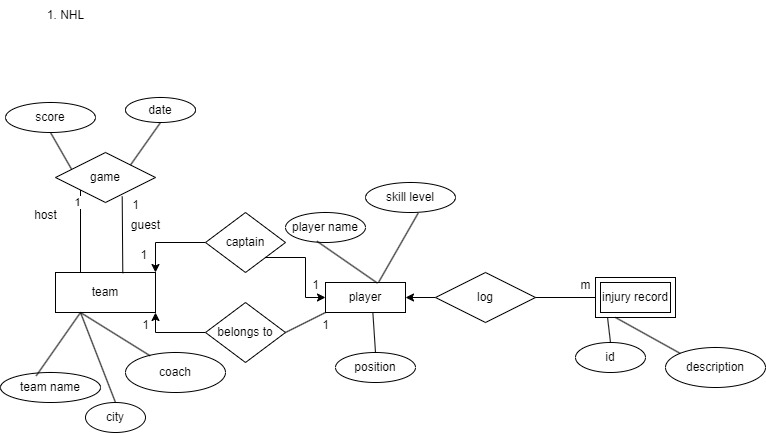 1. NHL
score
date
game
1
1
host
guest
skill level
player name
captain
1
1
team
player
log
m
injury record
1
belongs to
1
id
description
position
coach
team name
city